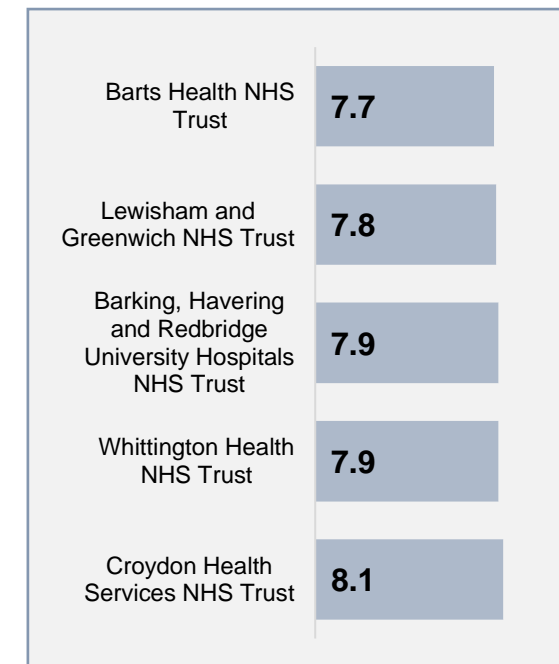 Barts Health NHS
Trust
7.7
Lewisham and
Greenwich NHS Trust
7.8
Barking, Havering
and Redbridge
University Hospitals
NHS Trust
7.9
Whittington Health
NHS Trust
7.9
Croydon Health
Services NHS Trust
8.1